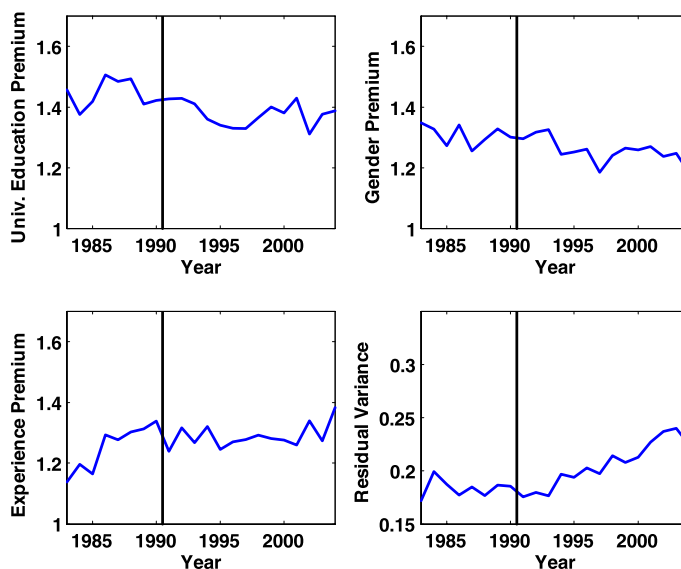 Univ. Education Premium
1.6
1.4
1.2
1
1985 1990 1995 2000
Year
Gender Premium
1.6
1.4
1.2
1
1985 1990 1995 2000
Year
Experience Premium
1.6
1.4
1.2
1
1985 1990 1995 2000
Year
Residual Variance
0.3
0.25
0.2
0.15
1985 1990 1995 2000
Year